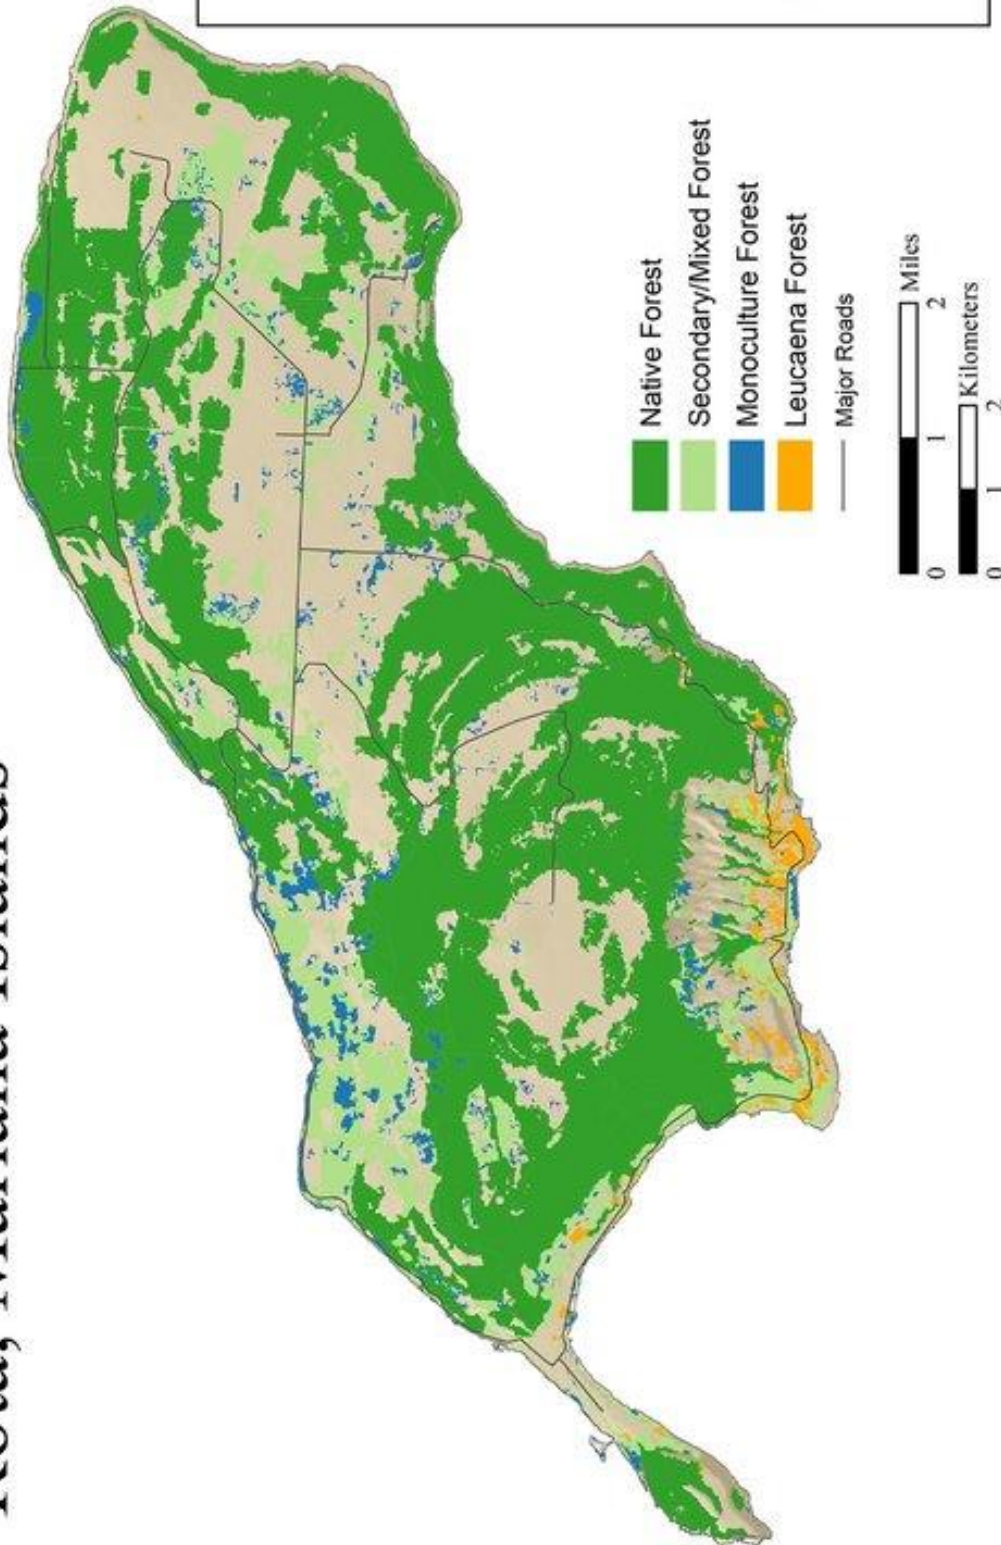 Rota, Mariana Islands
Native Forest
Secondary/Mixed Forest
Monoculture Forest
Leucaena Forest
Major Roads
0 1 2 Miles
0 1 2 Kilometers